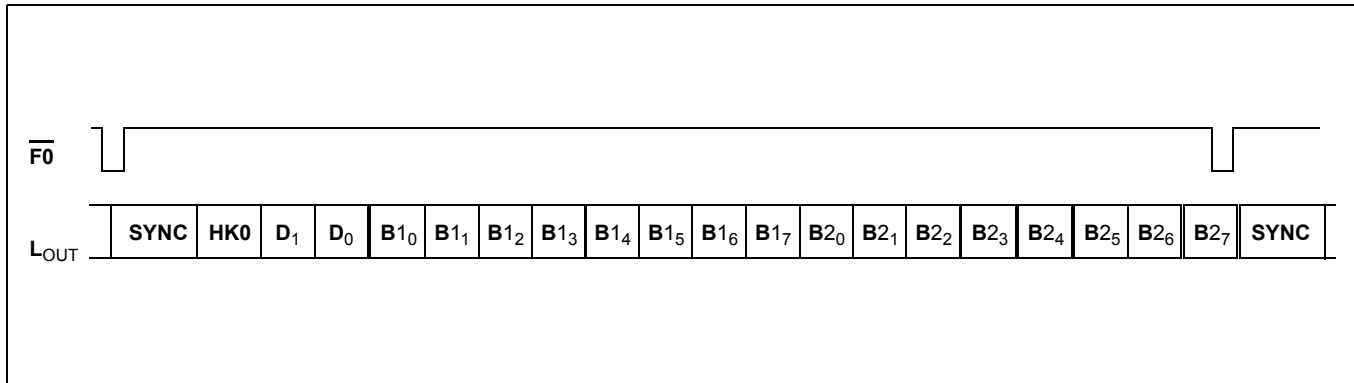 F0
L_OUT SYNC HK0 D₁ D₀ B1₀ B1₁ B1₂ B1₃ B1₄ B1₅ B1₆ B1₇ B2₀ B2₁ B2₂ B2₃ B2₄ B2₅ B2₆ B2₇ SYNC